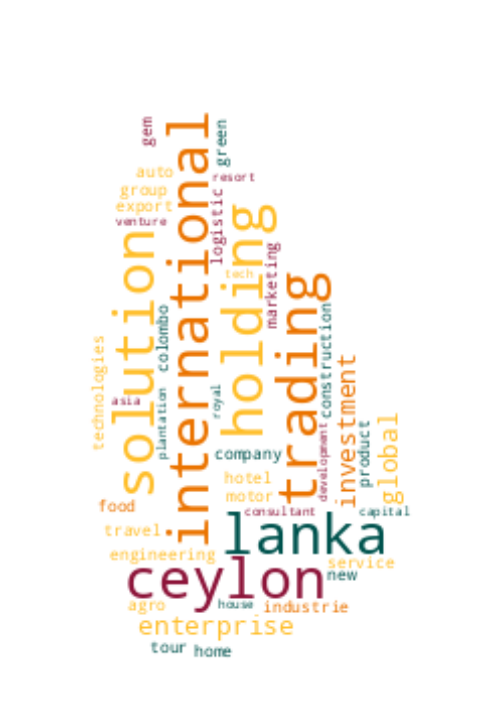 gem
international
green
auto
resort
group
logistic
export
holding
venture
solution
marketing
tech
trading
colombo
construction
technologies
investment
royal
plantation
asia
global
product
development
company
hotel
motor
food
consultant
capital
lanka
travel
engineering
service
ceylon
new
agro
house
industrie
enterprise
tour
home